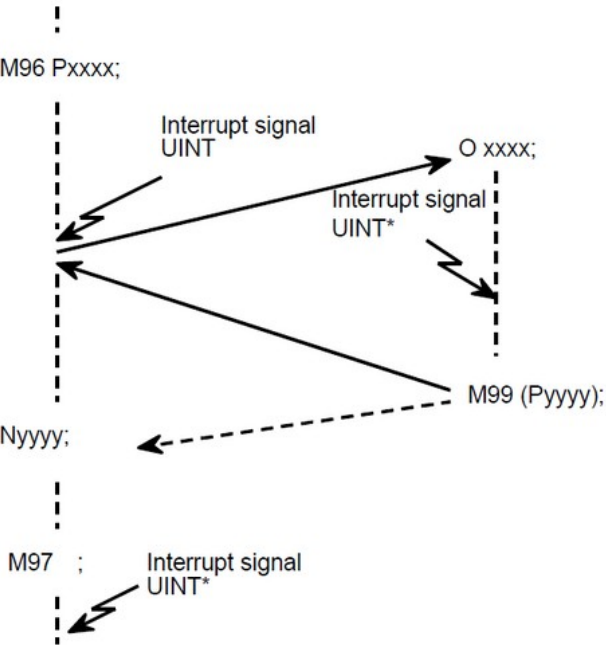 M96 Pxxxx;
Interrupt signal
UINT
O xxxx;
Interrupt signal
UINT*
M99 (Pyyyy);
Nyyyy;
M97 ;
Interrupt signal
UINT*